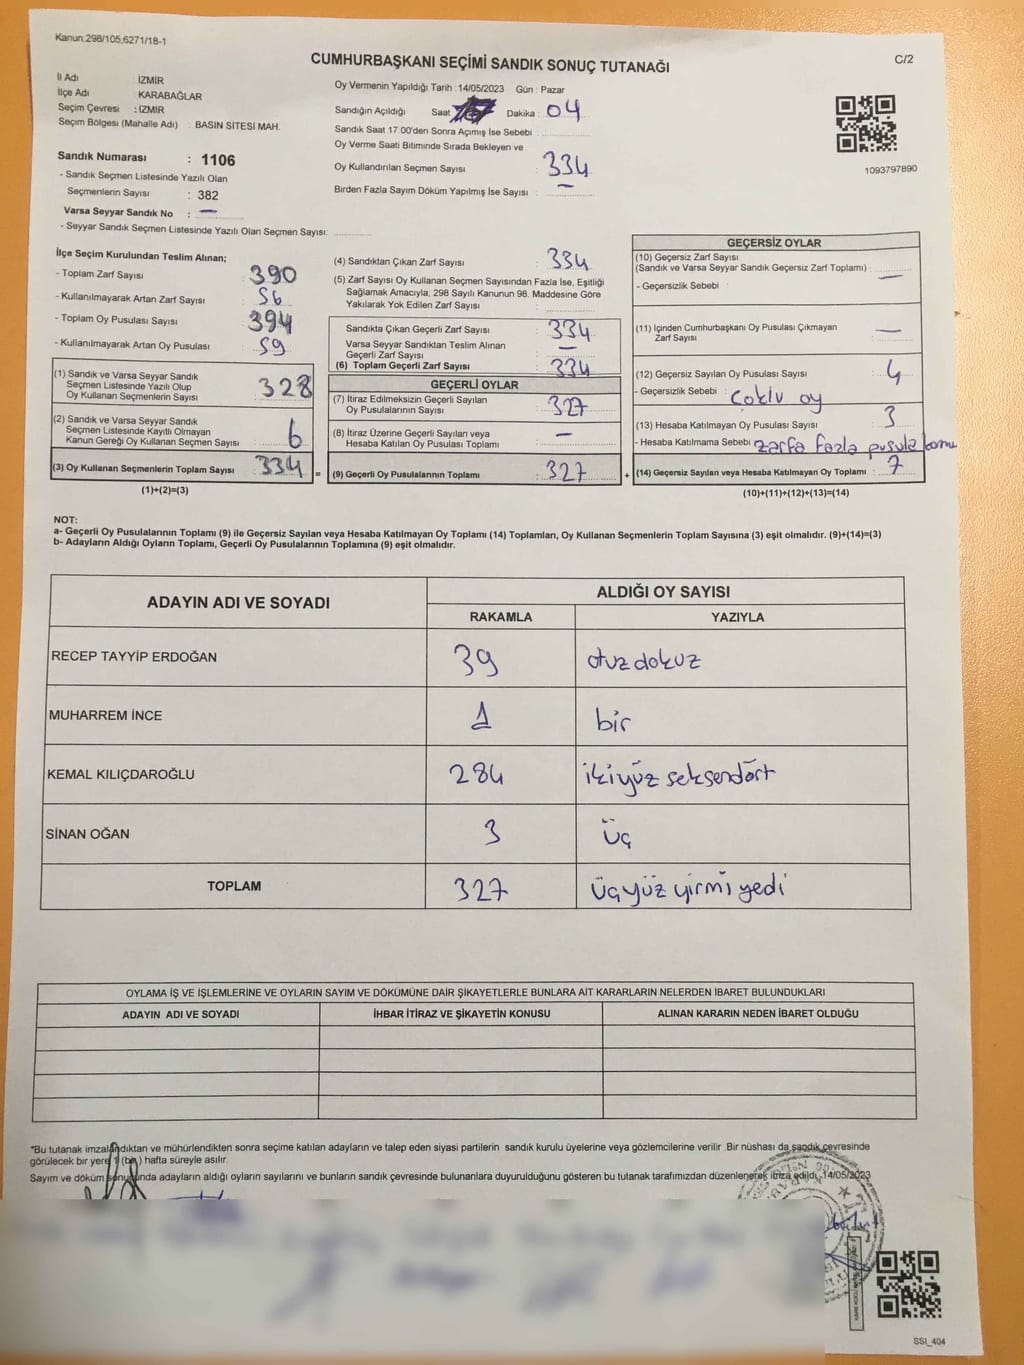 Kanun,298/105,6271/18-1
CUMHURBAŞKANI SEÇİMİ SANDIK SONUÇ TUTANAĞI
C/2
İl Adı : İZMİR
İlçe Adı : KARABAĞLAR
Seçim Çevresi : İZMİR
Seçim Bölgesi (Mahalle Adı) : BASIN SİTESİ MAH.
Sandık Numarası : 1106
- Sandık Seçmen Listesinde Yazılı Olan
Seçmenlerin Sayısı : 382
Varsa Seyyar Sandık No : —
- Seyyar Sandık Seçmen Listesinde Yazılı Olan Seçmen Sayısı:
Oy Vermenin Yapıldığı Tarih : 14/05/2023 Gün : Pazar
Sandığın Açıldığı Saat Dakika : 04
Sandık Saat 17:00'den Sonra Açımış İse Sebebi :
Oy Verme Saati Bitiminde Sırada Bekleyen ve
Oy Kullandırılan Seçmen Sayısı : 334
Birden Fazla Sayım Döküm Yapılmış İse Sayısı : —
1093797890
İlçe Seçim Kurulundan Teslim Alınan;
- Toplam Zarf Sayısı : 390
- Kullanılmayarak Artan Zarf Sayısı : 56
- Toplam Oy Pusulası Sayısı : 394
- Kullanılmayarak Artan Oy Pusulası : 59
(1) Sandık ve Varsa Seyyar Sandık
Seçmen Listesinde Yazılı Olup
Oy Kullanan Seçmenlerin Sayısı : 328
(2) Sandık ve Varsa Seyyar Sandık
Seçmen Listesinde Kayıtlı Olmayan
Kanun Gereği Oy Kullanan Seçmen Sayısı : 6
(3) Oy Kullanan Seçmenlerin Toplam Sayısı : 334 =
(1)+(2)=(3)
(4) Sandıktan Çıkan Zarf Sayısı : 334
(5) Zarf Sayısı Oy Kullanan Seçmen Sayısından Fazla İse, Eşitliği
Sağlamak Amacıyla; 298 Sayılı Kanunun 98. Maddesine Göre
Yakılarak Yok Edilen Zarf Sayısı :
Sandıkta Çıkan Geçerli Zarf Sayısı : 334
Varsa Seyyar Sandıktan Teslim Alınan
Geçerli Zarf Sayısı : —
(6) Toplam Geçerli Zarf Sayısı : 334
GEÇERLİ OYLAR
(7) İtiraz Edilmeksizin Geçerli Sayılan
Oy Pusulalarının Sayısı : 327
(8) İtiraz Üzerine Geçerli Sayılan veya
Hesaba Katılan Oy Pusulası Toplamı : —
(9) Geçerli Oy Pusulalarının Toplamı : 327 +
GEÇERSİZ OYLAR
(10) Geçersiz Zarf Sayısı
(Sandık ve Varsa Seyyar Sandık Geçersiz Zarf Toplamı) : —
- Geçersizlik Sebebi :
(11) İçinden Cumhurbaşkanı Oy Pusulası Çıkmayan
Zarf Sayısı : —
(12) Geçersiz Sayılan Oy Pusulası Sayısı : 4
- Geçersizlik Sebebi : Çoklu oy
(13) Hesaba Katılmayan Oy Pusulası Sayısı : 3
- Hesaba Katılmama Sebebi : zarfa fazla pusula
(14) Geçersiz Sayılan veya Hesaba Katılmayan Oy Toplamı : 7
(10)+(11)+(12)+(13)=(14)
NOT:
a- Geçerli Oy Pusulalarının Toplamı (9) ile Geçersiz Sayılan veya Hesaba Katılmayan Oy Toplamı (14) Toplamları, Oy Kullanan Seçmenlerin Toplam Sayısına (3) eşit olmalıdır. (9)+(14)=(3)
b- Adayların Aldığı Oyların Toplamı, Geçerli Oy Pusulalarının Toplamına (9) eşit olmalıdır.
ADAYIN ADI VE SOYADI
ALDIĞI OY SAYISI
RAKAMLA YAZIYLA
RECEP TAYYİP ERDOĞAN 39 otuzdokuz
MUHARREM İNCE 1 bir
KEMAL KILIÇDAROĞLU 284 ikiyüz seksendört
SİNAN OĞAN 3 üç
TOPLAM 327 üçyüz yirmi yedi
OYLAMA İŞ VE İŞLEMLERİNE VE OYLARIN SAYIM VE DÖKÜMÜNE DAİR ŞİKAYETLERLE BUNLARA AİT KARARLARIN NELERDEN İBARET BULUNDUKLARI
ADAYIN ADI VE SOYADI İHBAR İTİRAZ VE ŞİKAYETİN KONUSU ALINAN KARARIN NEDEN İBARET OLDUĞU
*Bu tutanak imzalandıktan ve mühürlendikten sonra seçime katılan adayların ve talep eden siyasi partilerin sandık kurulu üyelerine veya gözlemcilerine verilir. Bir nüshası da sandık çevresinde
görülecek bir yere 1 (bir) hafta süreyle asılır.
Sayım ve döküm sonucunda adayların aldığı oyların sayılarını ve bunların sandık çevresinde bulunanlara duyurulduğunu gösteren bu tutanak tarafımızdan düzenlenerek imza edildi. 14/05/2023
SSI_404